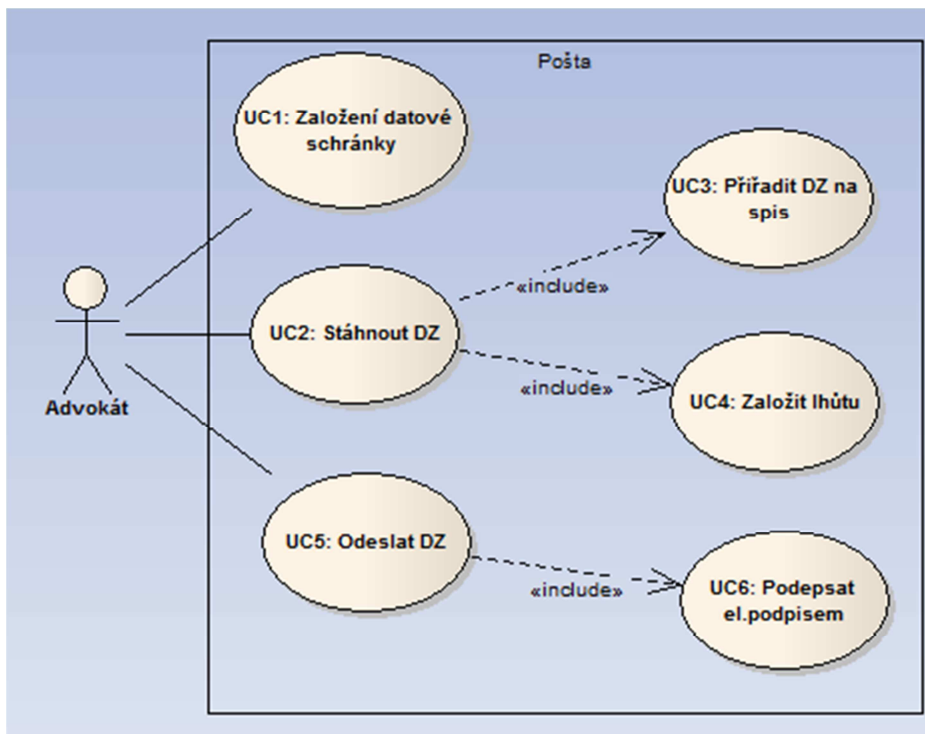 Pošta
UC1: Založení datové
schránky
UC3: Přiřadit DZ na
spis
«include»
UC2: Stáhnout DZ
«include»
UC4: Založit lhůtu
Advokát
UC5: Odeslat DZ
«include»
UC6: Podepsat
el.podpisem